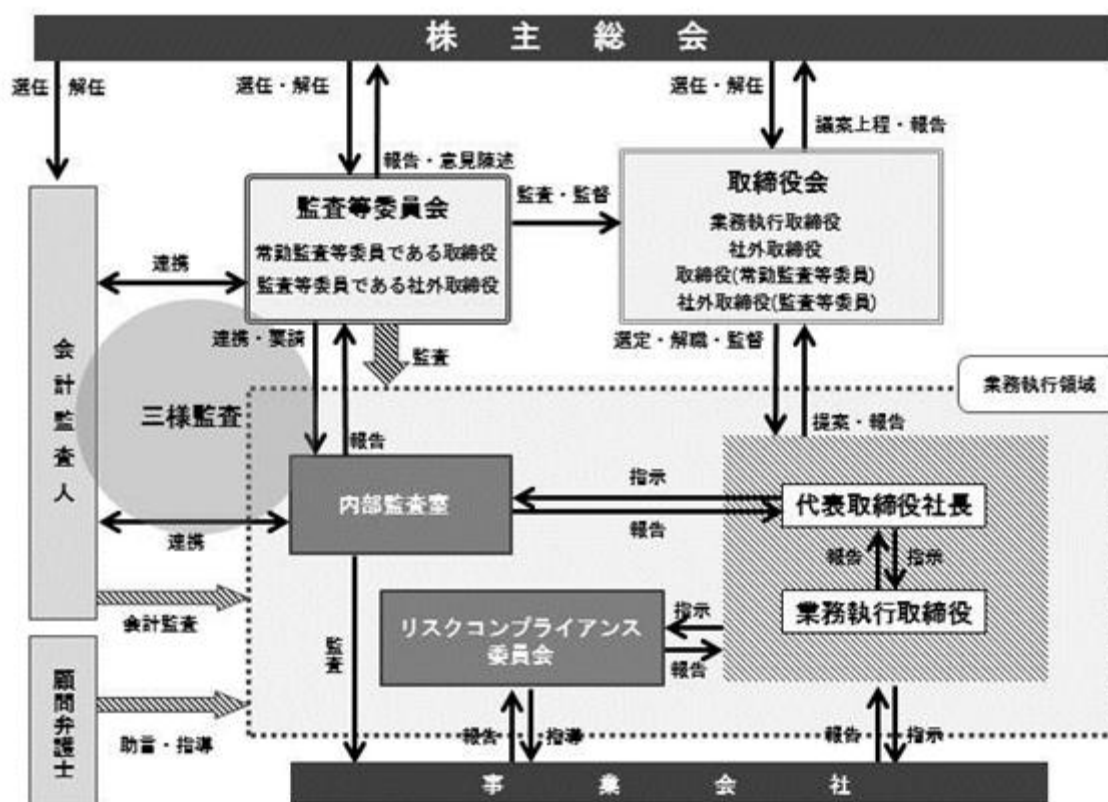 株主総会
選任・解任
選任・解任
選任・解任
報告・意見陳述
議案上程・報告
監査等委員会
常勤監査等委員である取締役
監査等委員である社外取締役
監査・監督
取締役会
業務執行取締役
社外取締役
取締役(常勤監査等委員)
社外取締役(監査等委員)
連携
会計監査人
三様監査
連携・要請
監査
報告
選定・解職・監督
提案・報告
業務執行領域
内部監査室
指示
報告
代表取締役社長
報告
指示
業務執行取締役
連携
会計監査
リスクコンプライアンス
委員会
指示
報告
監査
顧問弁護士
助言・指導
報告
指導
報告
指示
事業会社